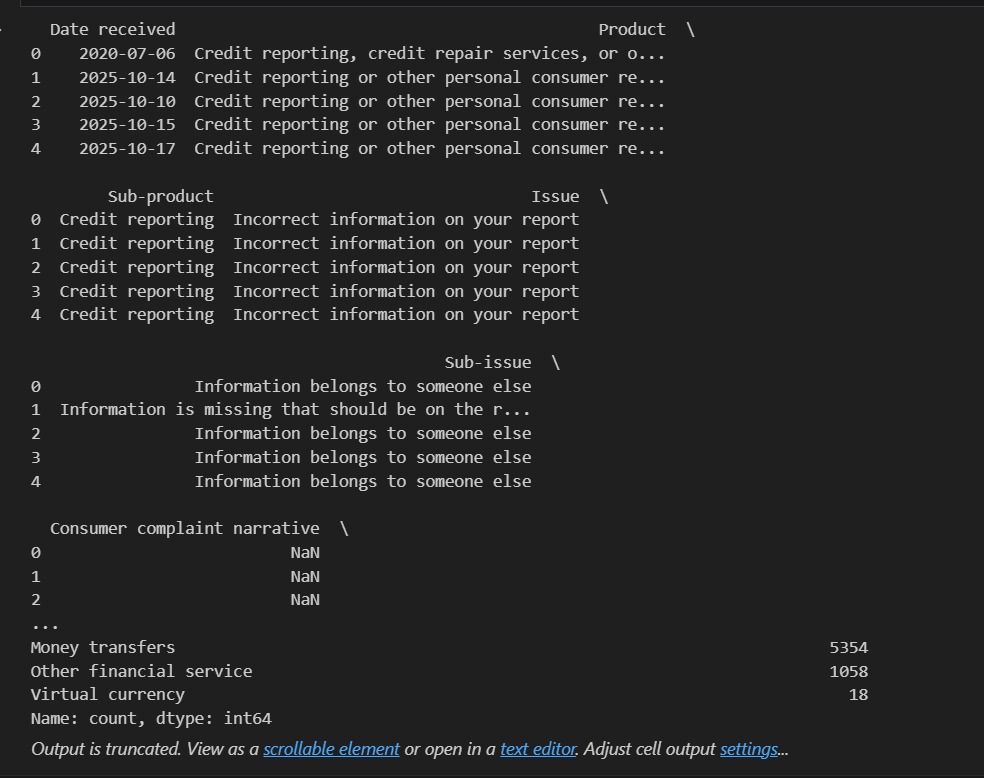 Date received Product \
0 2020-07-06 Credit reporting, credit repair services, or o...
1 2025-10-14 Credit reporting or other personal consumer re...
2 2025-10-10 Credit reporting or other personal consumer re...
3 2025-10-15 Credit reporting or other personal consumer re...
4 2025-10-17 Credit reporting or other personal consumer re...
Sub-product Issue \
0 Credit reporting Incorrect information on your report
1 Credit reporting Incorrect information on your report
2 Credit reporting Incorrect information on your report
3 Credit reporting Incorrect information on your report
4 Credit reporting Incorrect information on your report
Sub-issue \
0 Information belongs to someone else
1 Information is missing that should be on the r...
2 Information belongs to someone else
3 Information belongs to someone else
4 Information belongs to someone else
Consumer complaint narrative \
0 NaN
1 NaN
2 NaN
...
Money transfers 5354
Other financial service 1058
Virtual currency 18
Name: count, dtype: int64
Output is truncated. View as a scrollable element or open in a text editor. Adjust cell output settings...